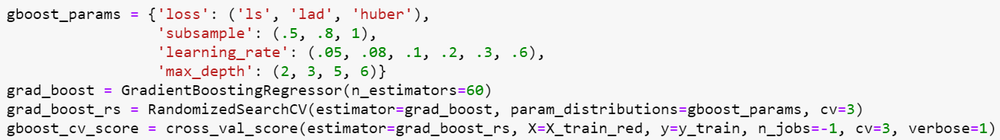 gboost_params = {'loss': ('ls', 'lad', 'huber'),
                 'subsample': (.5, .8, 1),
                 'learning_rate': (.05, .08, .1, .2, .3, .6),
                 'max_depth': (2, 3, 5, 6)}
grad_boost = GradientBoostingRegressor(n_estimators=60)
grad_boost_rs = RandomizedSearchCV(estimator=grad_boost, param_distributions=gboost_params, cv=3)
gboost_cv_score = cross_val_score(estimator=grad_boost_rs, X=X_train_red, y=y_train, n_jobs=-1, cv=3, verbose=1)